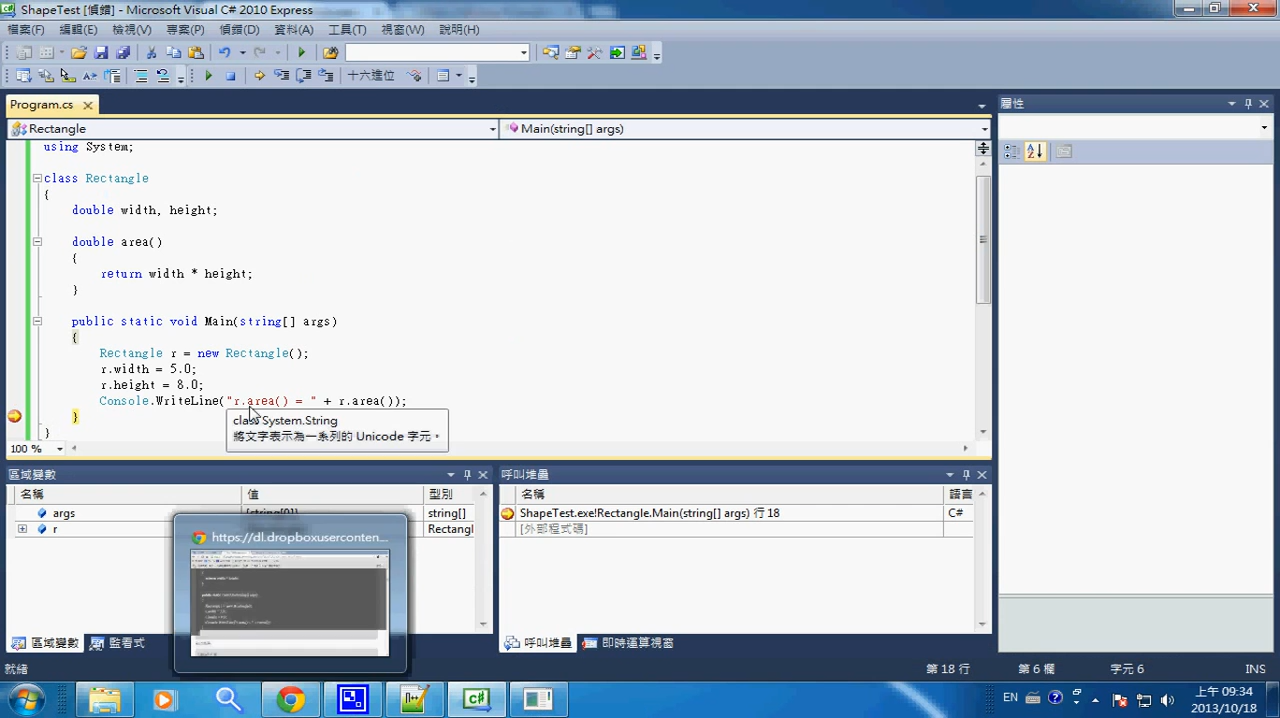 ShapeTest [偵錯] - Microsoft Visual C# 2010 Express
檔案(F) 編輯(E) 檢視(V) 專案(P) 偵錯(D) 資料(A) 工具(T) 視窗(W) 說明(H)
十六進位
Program.cs
Rectangle
Main(string[] args)
using System;
class Rectangle
{
double width, height;
double area()
{
return width * height;
}
public static void Main(string[] args)
{
Rectangle r = new Rectangle();
r.width = 5.0;
r.height = 8.0;
Console.WriteLine("r.area() = " + r.area());
}
}
class System.String
將文字表示為一系列的 Unicode 字元。
100 %
屬性
區域變數
名稱 值 型別
args {string[0]} string[]
r Rectangl
https://dl.dropboxuserconten...
區域變數 監看式
呼叫堆疊
名稱 語言
ShapeTest.exe!Rectangle.Main(string[] args) 行 18 C#
[外部程式碼]
呼叫堆疊 即時運算視窗
就緒 第 18 行 第 6 欄 字元 6 INS
EN
上午 09:34
2013/10/18